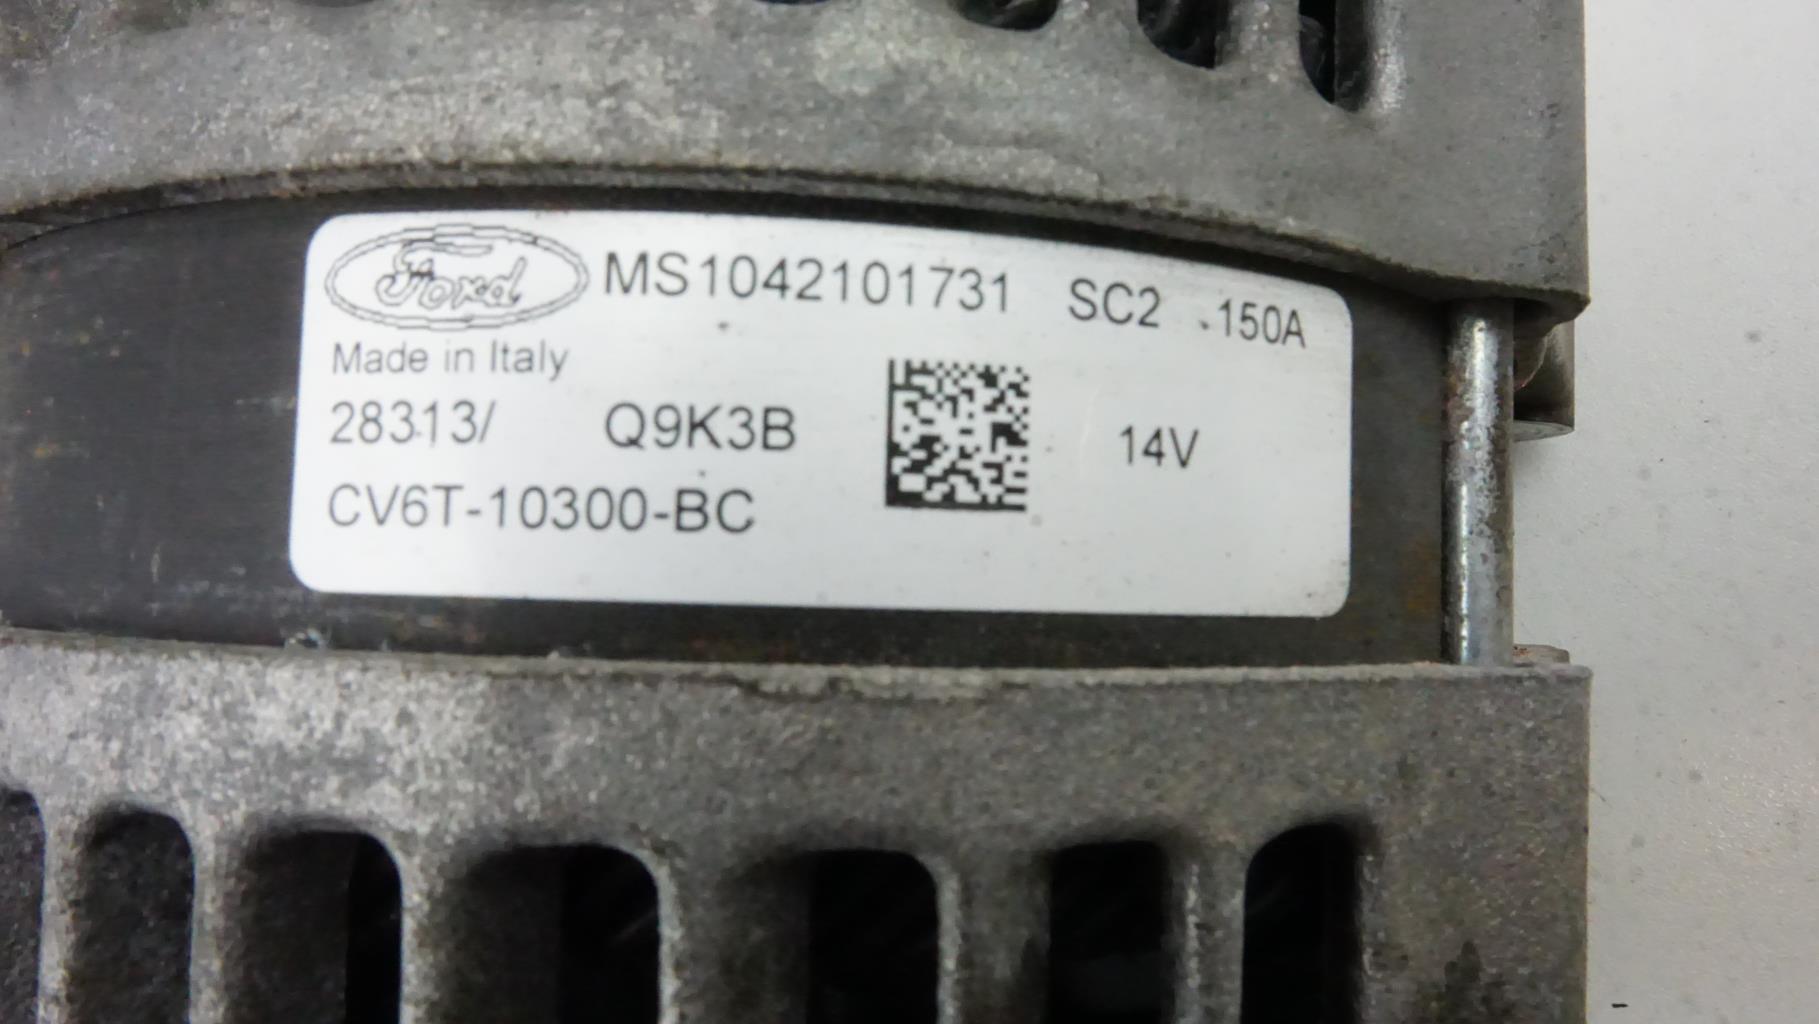 Ford MS1042101731 SC2 150A
Made in Italy
28313/ Q9K3B 14V
CV6T-10300-BC